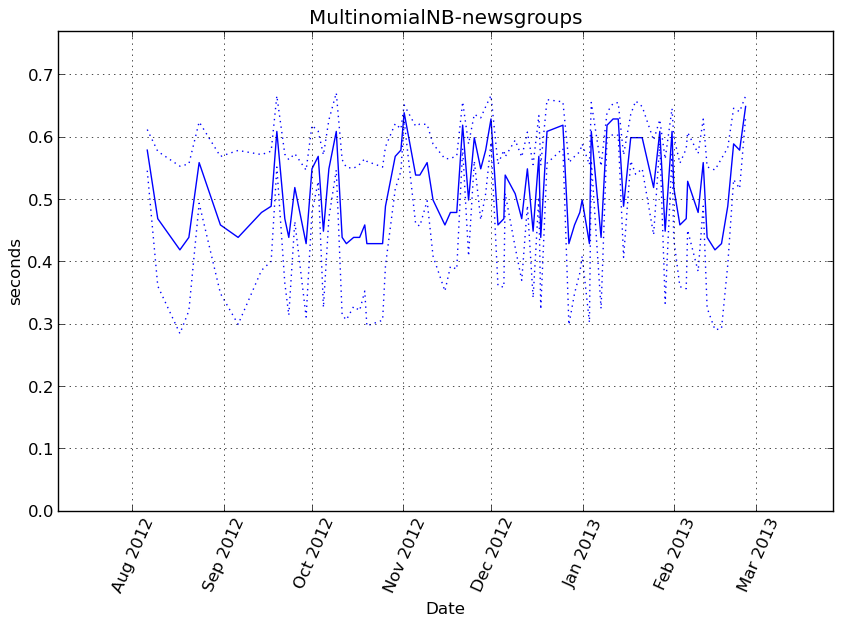 MultinomialNB-newsgroups
0.7
0.6
0.5
0.4
0.3
0.2
0.1
0.0
seconds
Aug 2012
Sep 2012
Oct 2012
Nov 2012
Dec 2012
Jan 2013
Feb 2013
Mar 2013
Date